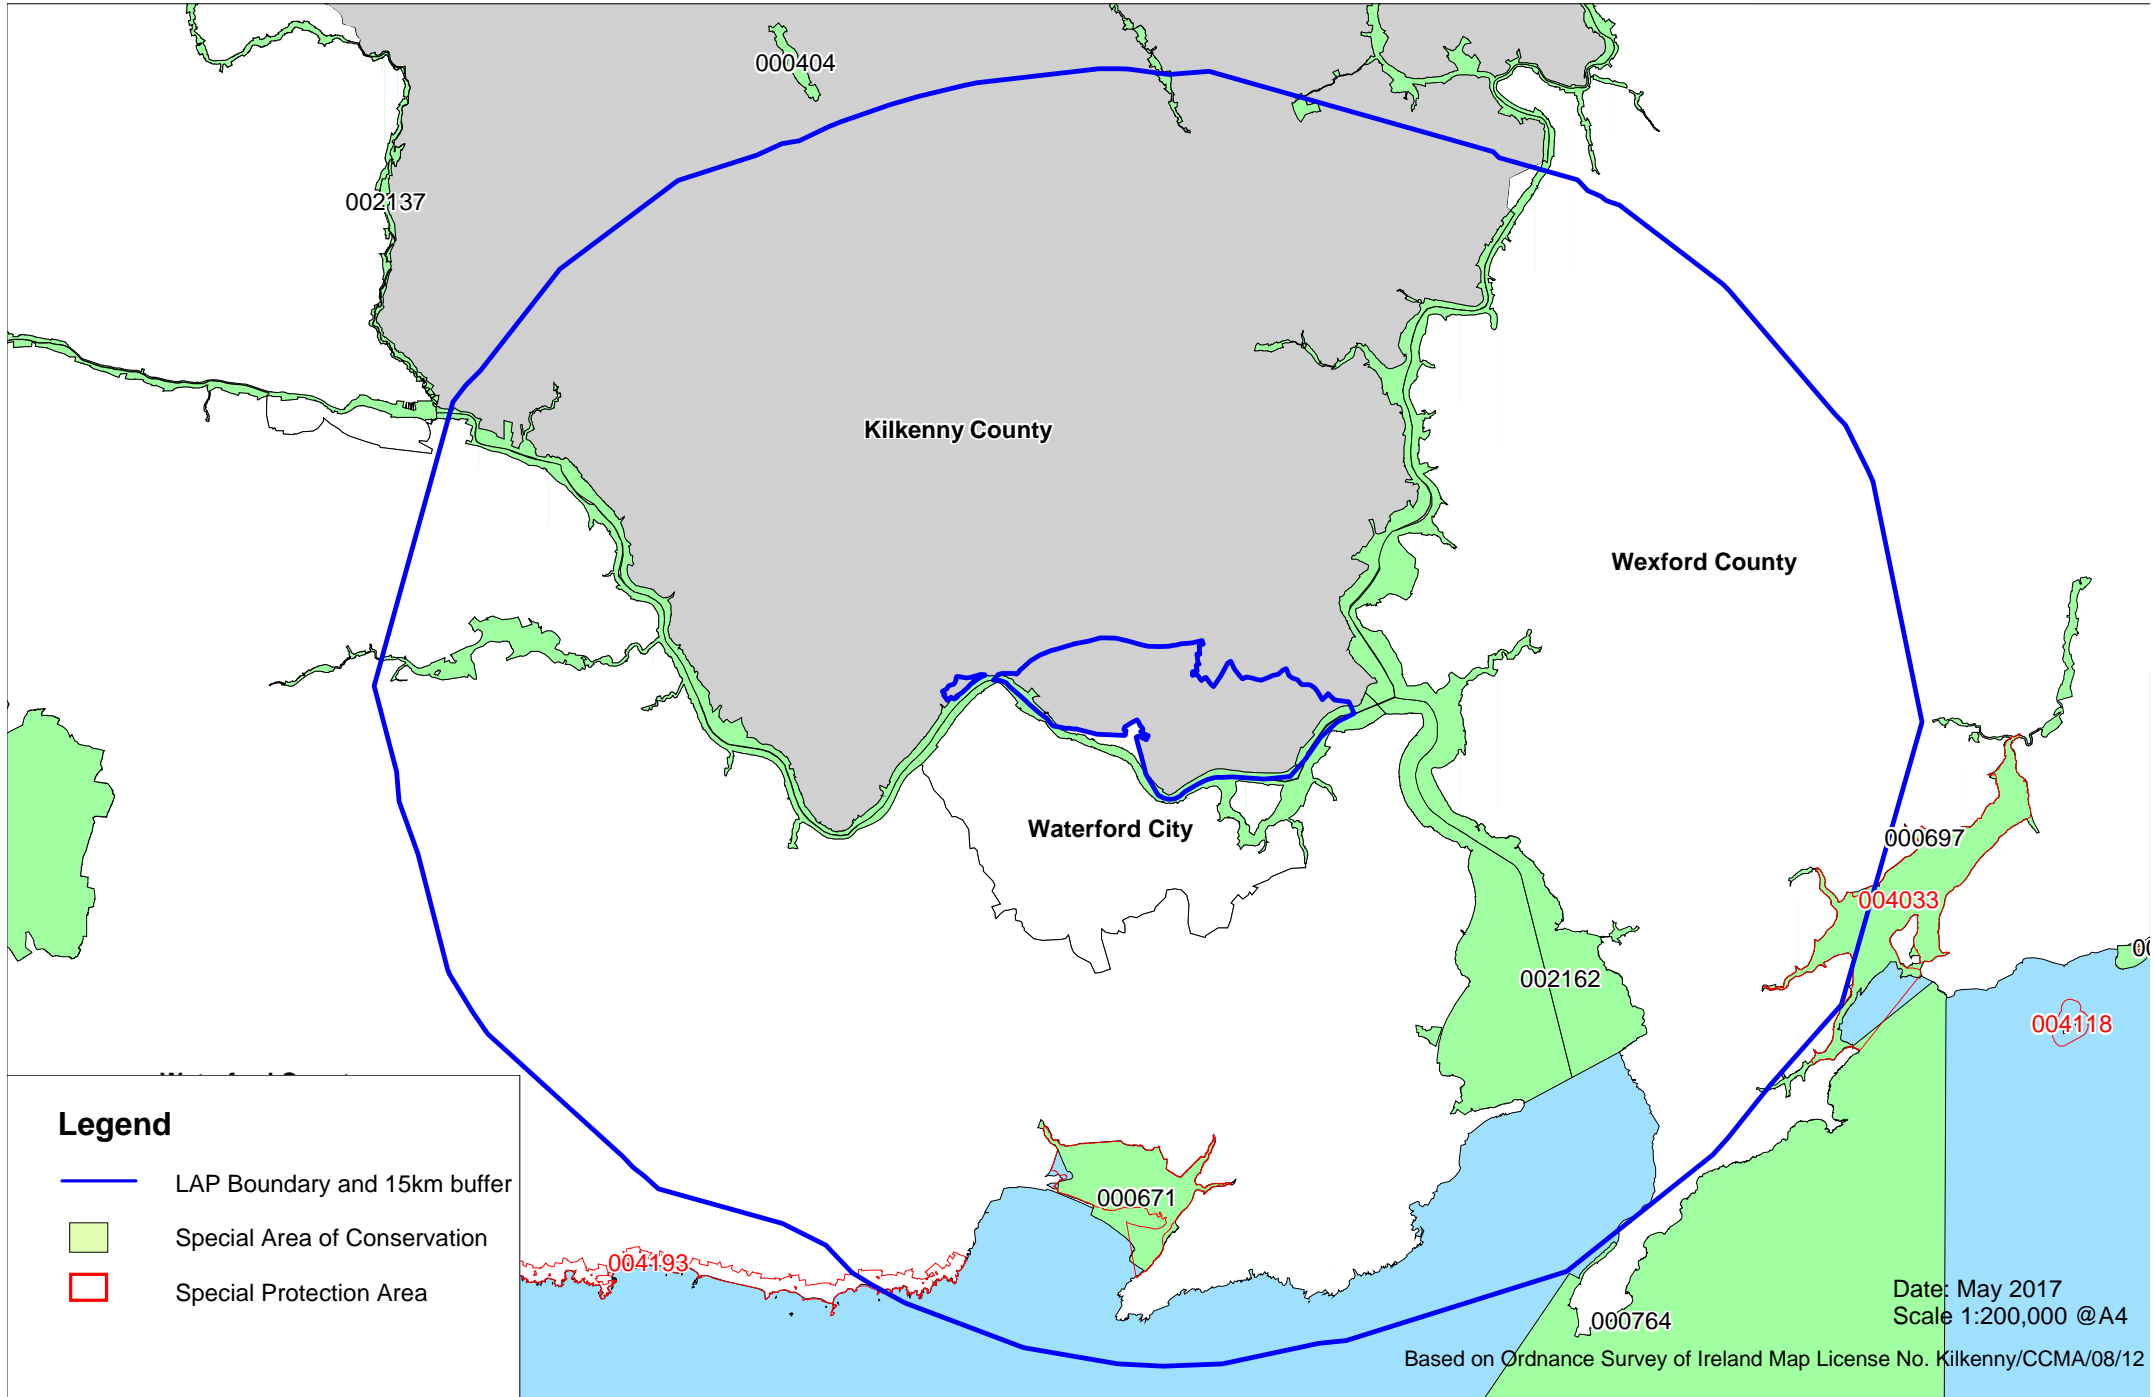 000404
002137
Kilkenny County
Wexford County
Waterford City
000697
004033
002162
004118
000671
004193
000764
Legend
LAP Boundary and 15km buffer
Special Area of Conservation
Special Protection Area
Date: May 2017
Scale 1:200,000 @A4
Based on Ordnance Survey of Ireland Map License No. Kilkenny/CCMA/08/12